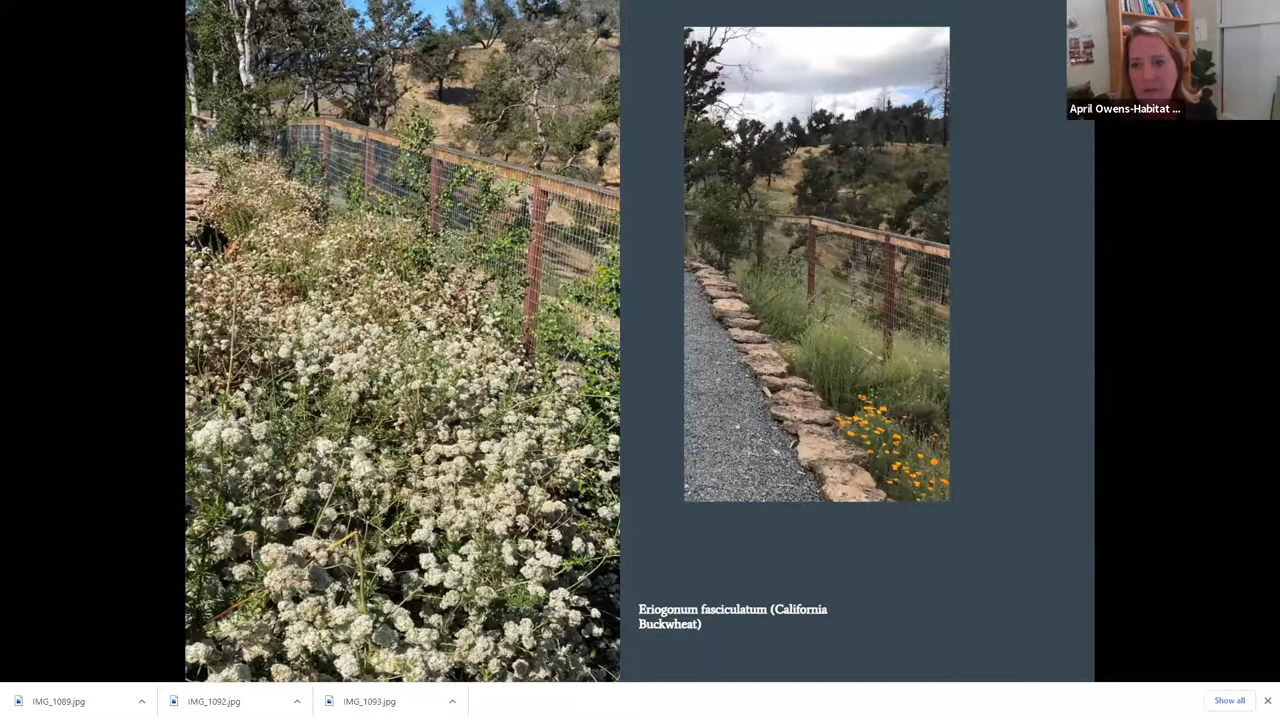 April Owens-Habitat ...
Eriogonum fasciculatum (California
Buckwheat)
IMG_1089.jpg
IMG_1092.jpg
IMG_1093.jpg
Show all